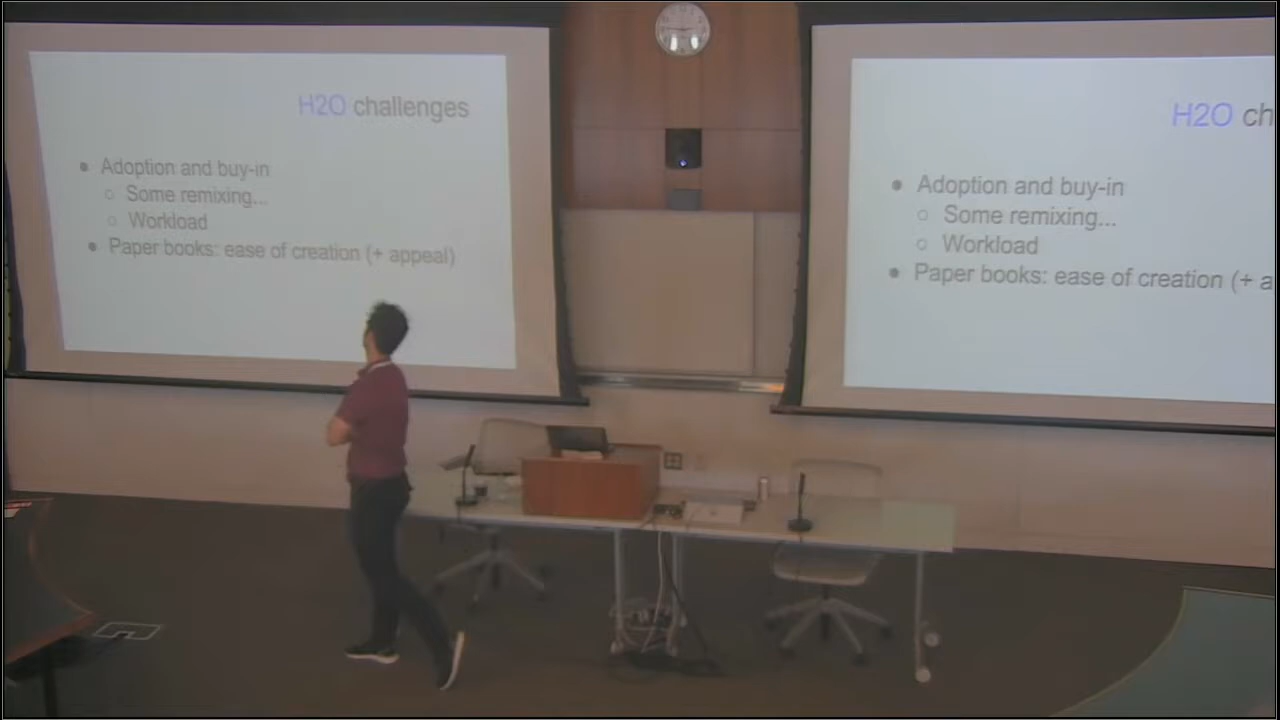 H2O challenges
● Adoption and buy-in
○ Some remixing...
○ Workload
● Paper books: ease of creation (+ appeal)
H2O ch
● Adoption and buy-in
○ Some remixing...
○ Workload
● Paper books: ease of creation (+ a